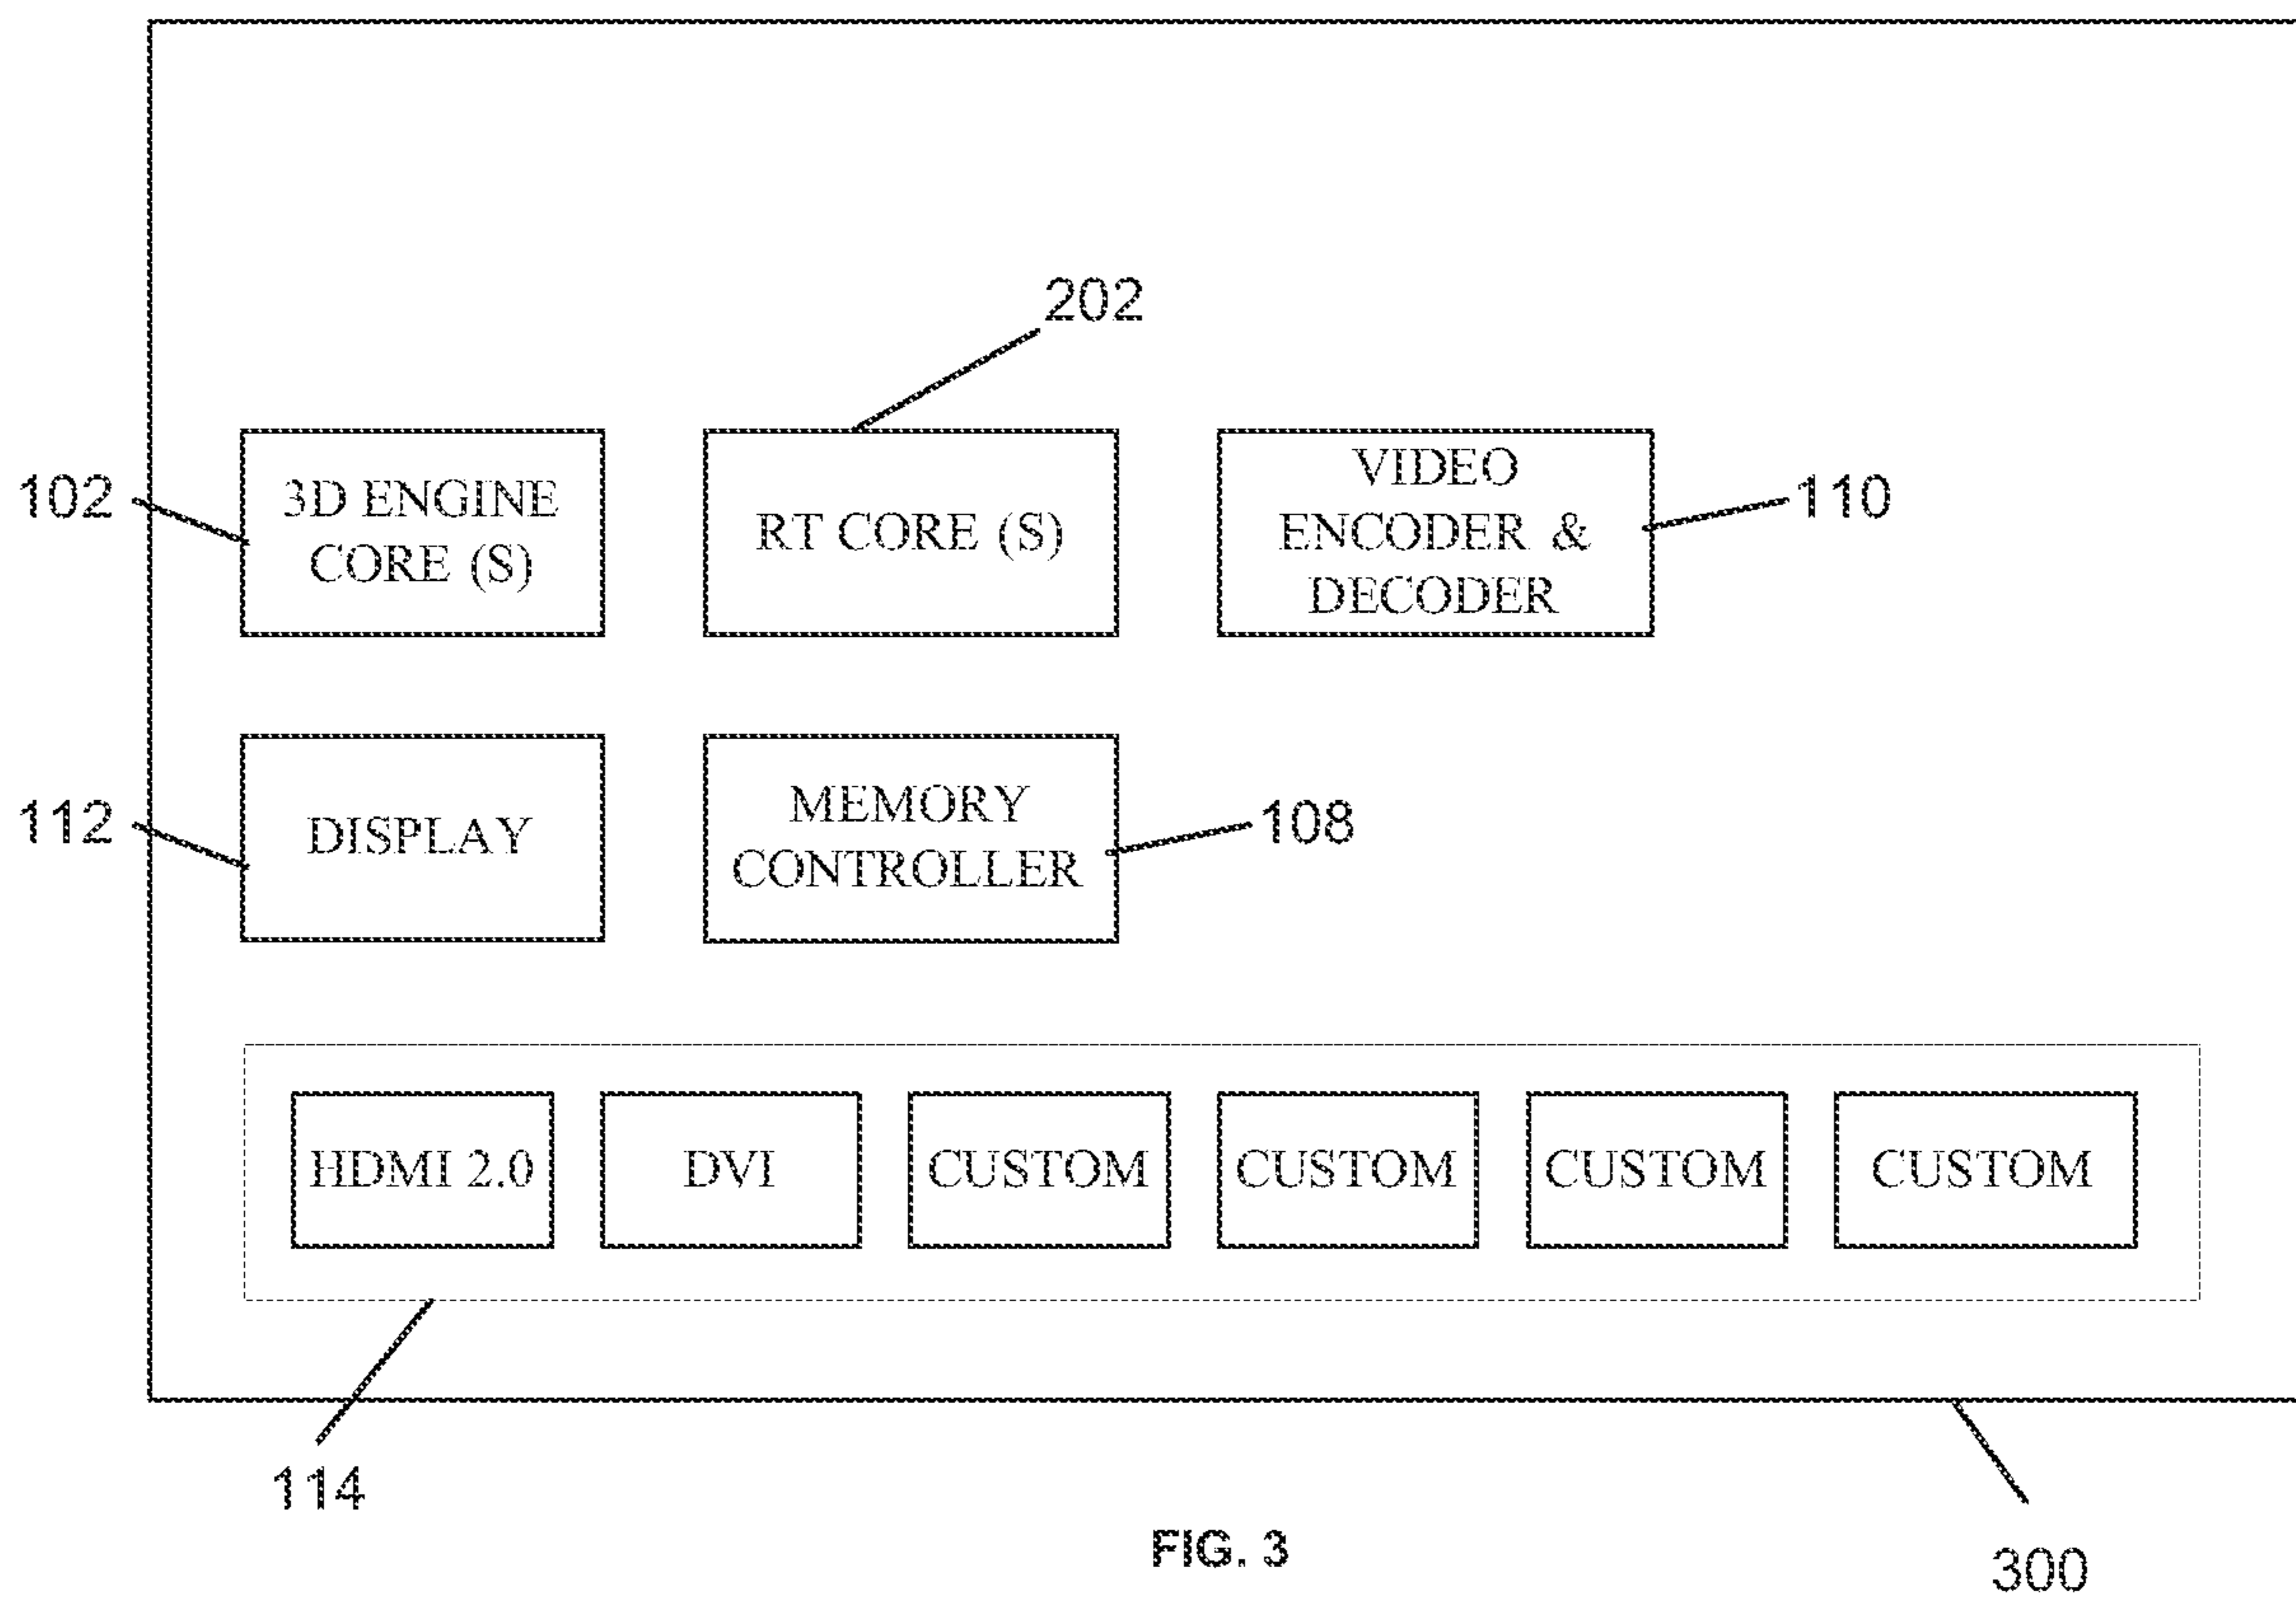 202
102
3D ENGINE
CORE (S)
RT CORE (S)
VIDEO
ENCODER &
DECODER
110
112
DISPLAY
MEMORY
CONTROLLER
108
HDMI 2.0
DVI
CUSTOM
CUSTOM
CUSTOM
CUSTOM
114
FIG. 3
300